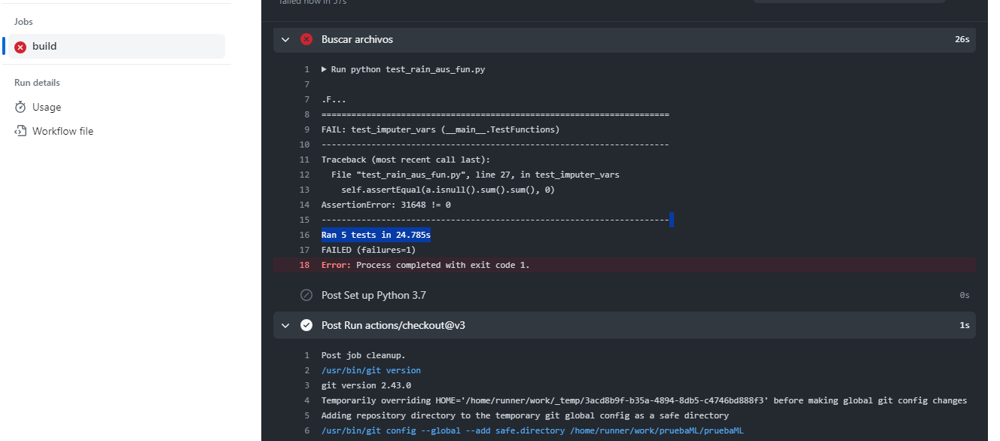 failed now in 57s
Jobs
build
Run details
Usage
Workflow file
Buscar archivos 26s
1 Run python test_rain_aus_fun.py
7
7 .F...
8 ======================================================================
9 FAIL: test_imputer_vars (__main__.TestFunctions)
10 ----------------------------------------------------------------------
11 Traceback (most recent call last):
12 File "test_rain_aus_fun.py", line 27, in test_imputer_vars
13 self.assertEqual(a.isnull().sum().sum(), 0)
14 AssertionError: 31648 != 0
15 ----------------------------------------------------------------------
16 Ran 5 tests in 24.785s
17 FAILED (failures=1)
18 Error: Process completed with exit code 1.
Post Set up Python 3.7 0s
Post Run actions/checkout@v3 1s
1 Post job cleanup.
2 /usr/bin/git version
3 git version 2.43.0
4 Temporarily overriding HOME='/home/runner/work/_temp/3acd8b9f-b35a-4894-8db5-c4746bd888f3' before making global git config changes
5 Adding repository directory to the temporary git global config as a safe directory
6 /usr/bin/git config --global --add safe.directory /home/runner/work/pruebaML/pruebaML